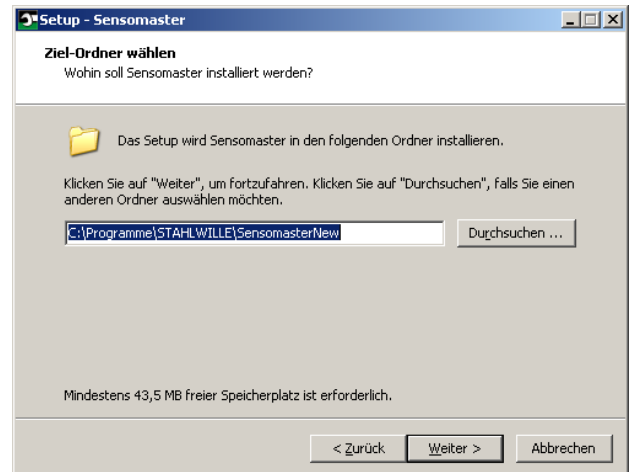 Setup - Sensomaster
Ziel-Ordner wählen
Wohin soll Sensomaster installiert werden?
Das Setup wird Sensomaster in den folgenden Ordner installieren.
Klicken Sie auf "Weiter", um fortzufahren. Klicken Sie auf "Durchsuchen", falls Sie einen
anderen Ordner auswählen möchten.
C:\Programme\STAHLWILLE\SensomasterNew
Durchsuchen ...
Mindestens 43,5 MB freier Speicherplatz ist erforderlich.
< Zurück
Weiter >
Abbrechen